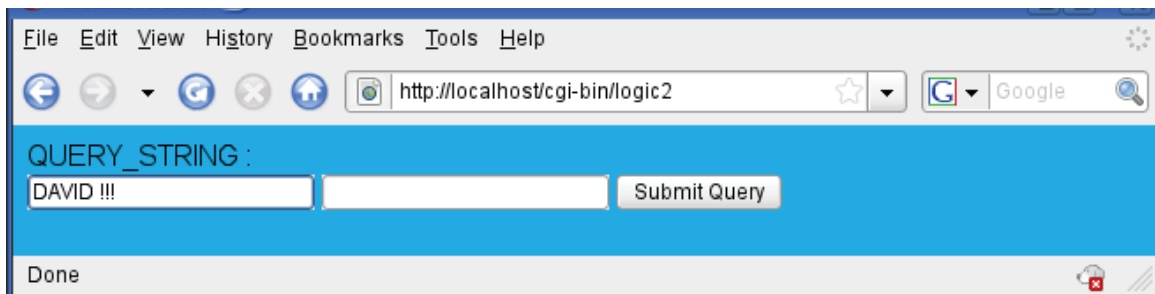 File Edit View History Bookmarks Tools Help
http://localhost/cgi-bin/logic2 G Google
QUERY_STRING :
DAVID !!! Submit Query
Done